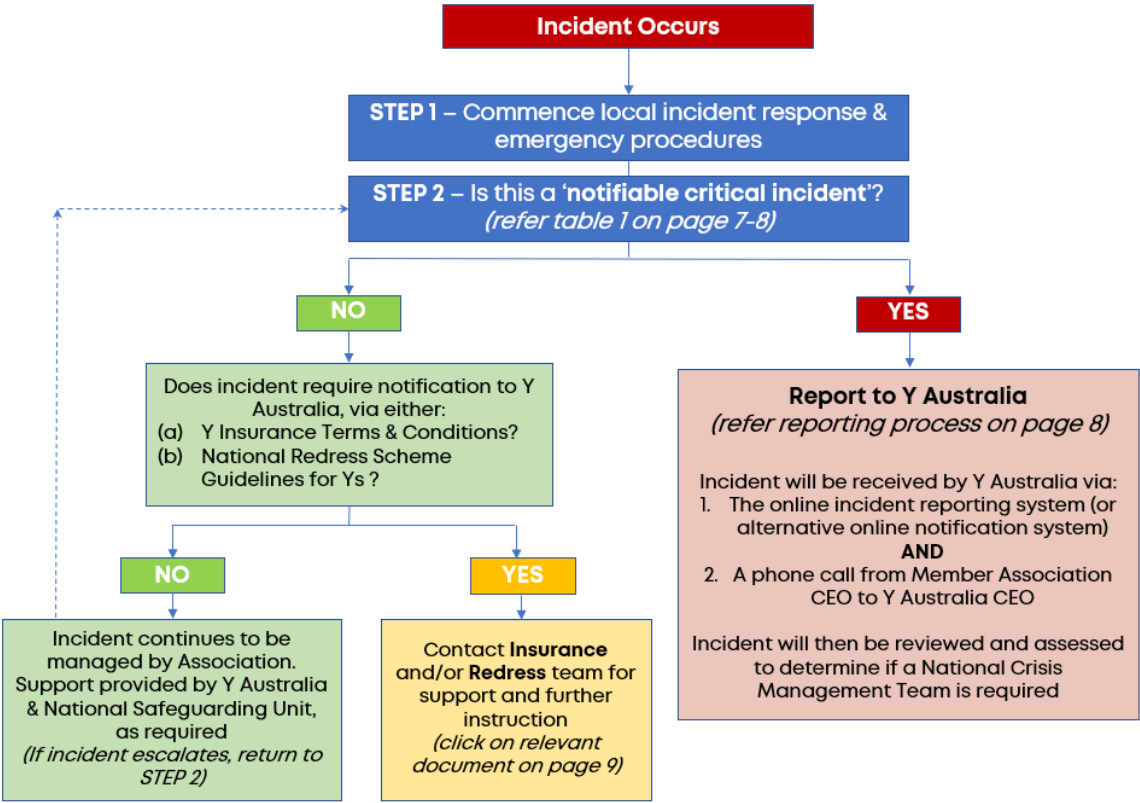 Incident Occurs
STEP 1 – Commence local incident response &
emergency procedures
STEP 2 – Is this a ‘notifiable critical incident’?
(refer table 1 on page 7-8)
NO
YES
Does incident require notification to Y
Australia, via either:
(a) Y Insurance Terms & Conditions?
(b) National Redress Scheme
Guidelines for Ys ?
NO
YES
Incident continues to be
managed by Association.
Support provided by Y Australia
& National Safeguarding Unit,
as required
(If incident escalates, return to
STEP 2)
Contact Insurance
and/or Redress team for
support and further
instruction
(click on relevant
document on page 9)
Report to Y Australia
(refer reporting process on page 8)
Incident will be received by Y Australia via:
1. The online incident reporting system (or
alternative online notification system)
AND
2. A phone call from Member Association
CEO to Y Australia CEO
Incident will then be reviewed and assessed
to determine if a National Crisis
Management Team is required